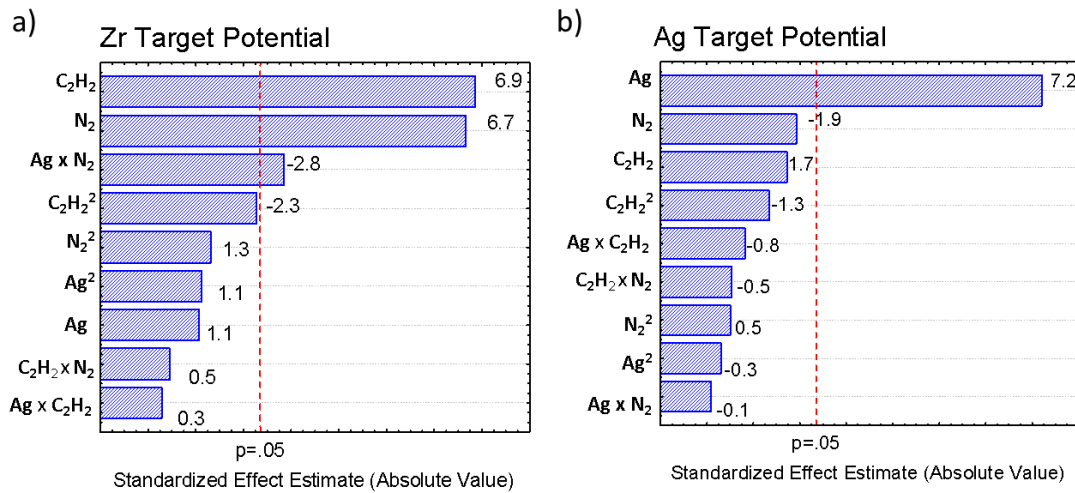 a)
Zr Target Potential
C₂H₂ 6.9
N₂ 6.7
Ag x N₂ -2.8
C₂H₂² -2.3
N₂² 1.3
Ag² 1.1
Ag 1.1
C₂H₂ x N₂ 0.5
Ag x C₂H₂ 0.3
p=.05
Standardized Effect Estimate (Absolute Value)
b)
Ag Target Potential
Ag 7.2
N₂ -1.9
C₂H₂ 1.7
C₂H₂² -1.3
Ag x C₂H₂ -0.8
C₂H₂ x N₂ -0.5
N₂² 0.5
Ag² -0.3
Ag x N₂ -0.1
p=.05
Standardized Effect Estimate (Absolute Value)